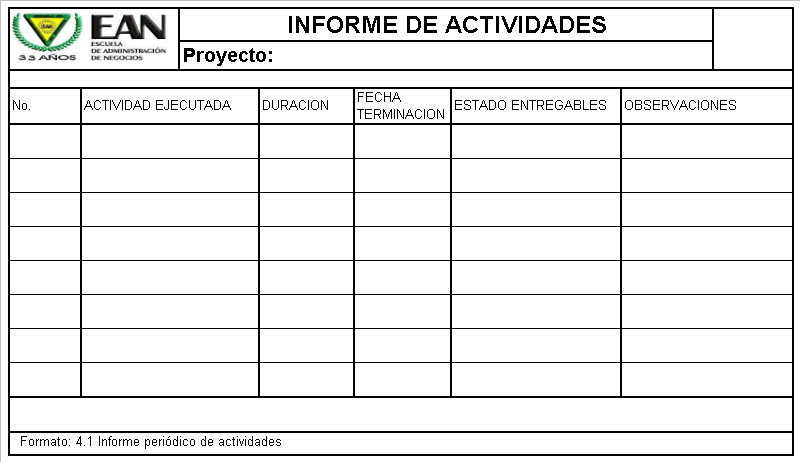 INFORME DE ACTIVIDADES
EAN
ESCUELA
DE ADMINISTRACIÓN
DE NEGOCIOS
33 AÑOS
Proyecto:
No.
ACTIVIDAD EJECUTADA
DURACION
FECHA
TERMINACION
ESTADO ENTREGABLES
OBSERVACIONES
Formato: 4.1 Informe periódico de actividades